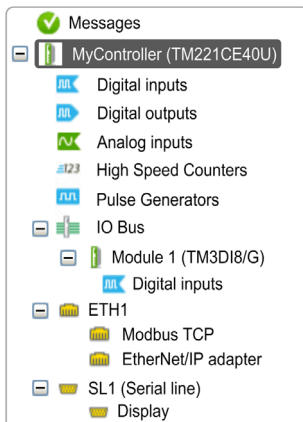 Messages
MyController (TM221CE40U)
Digital inputs
Digital outputs
Analog inputs
123 High Speed Counters
Pulse Generators
IO Bus
Module 1 (TM3DI8/G)
Digital inputs
ETH1
Modbus TCP
EtherNet/IP adapter
SL1 (Serial line)
Display